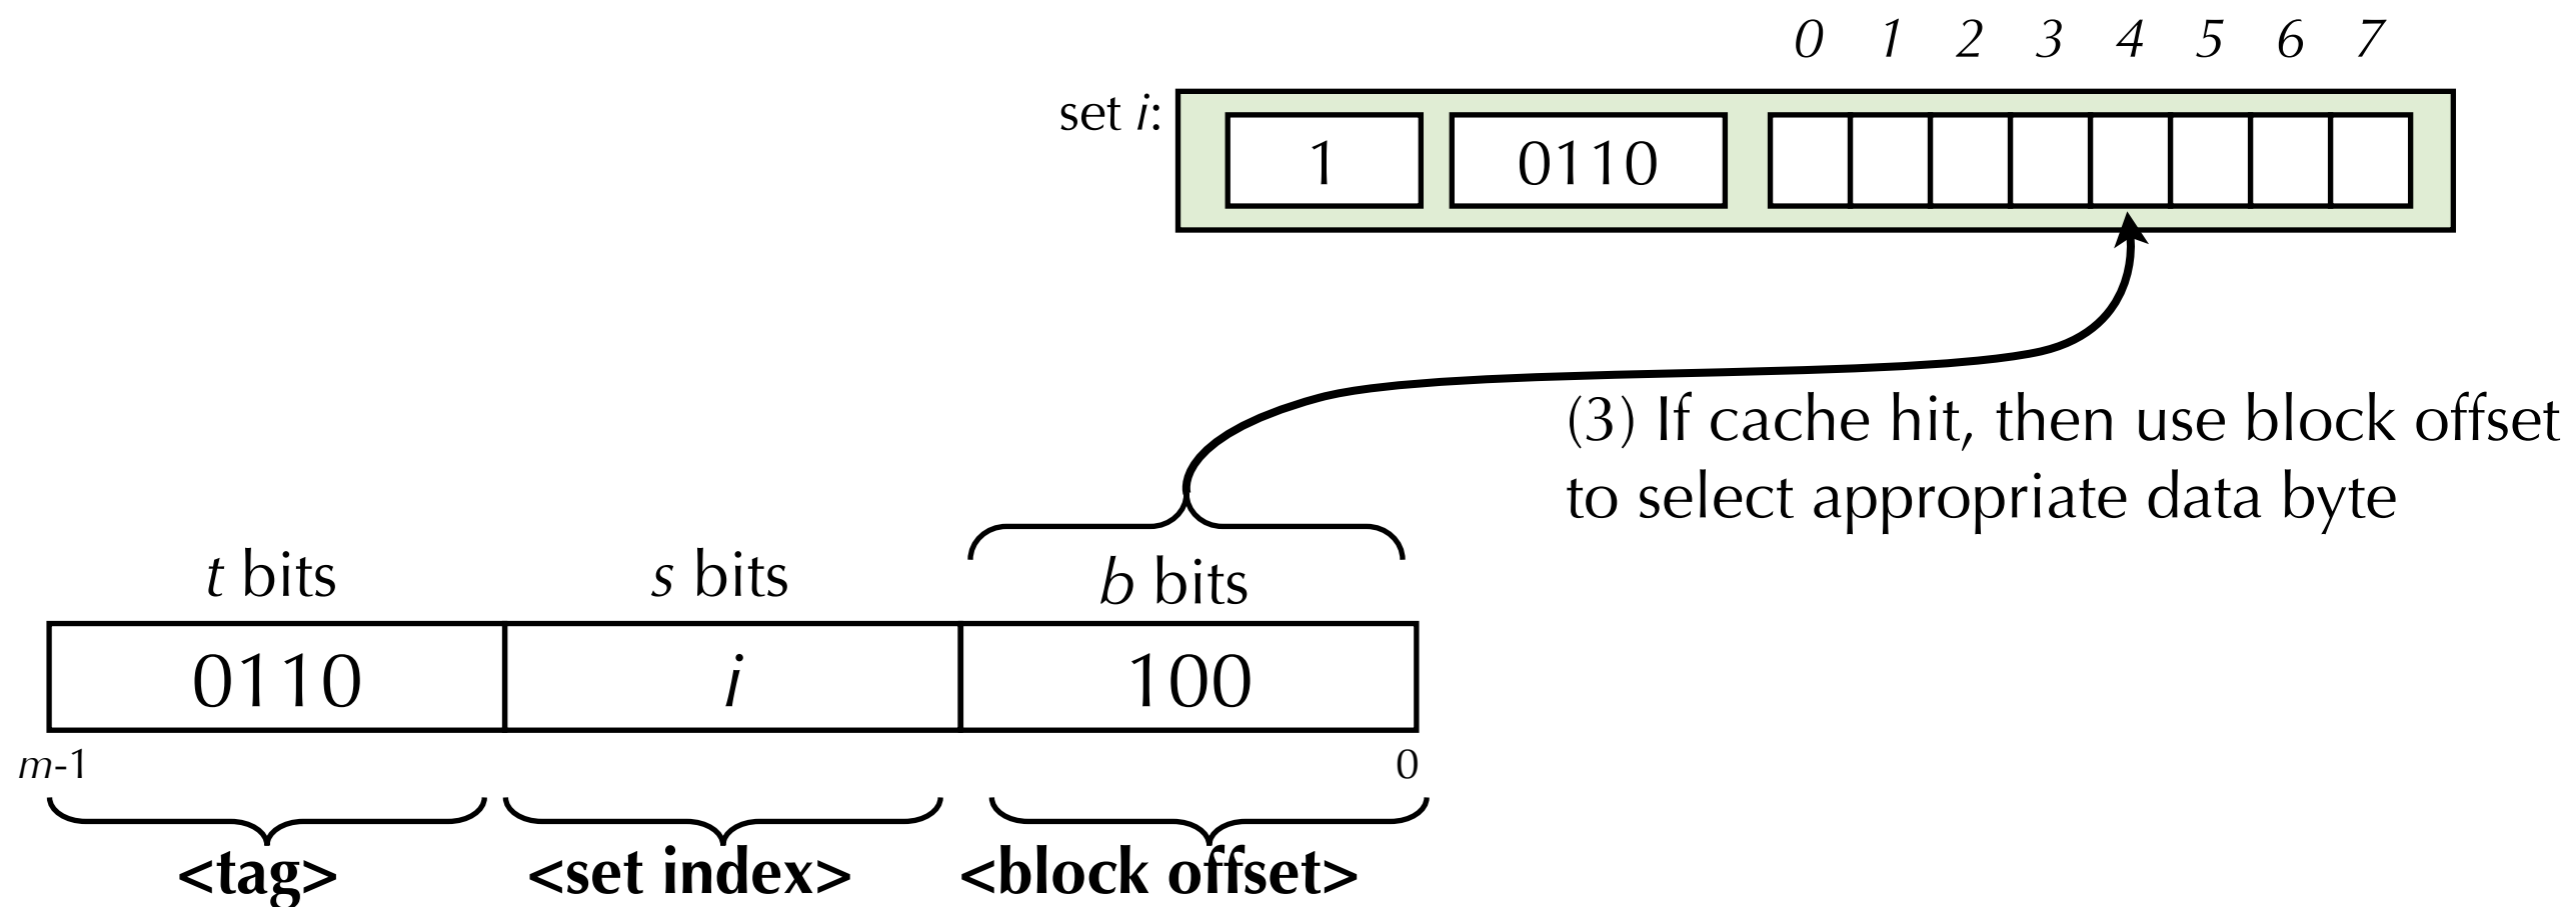 0 1 2 3 4 5 6 7
set i:
1 0110
(3) If cache hit, then use block offset
to select appropriate data byte
t bits s bits b bits
0110 i 100
m-1 0
<tag> <set index> <block offset>